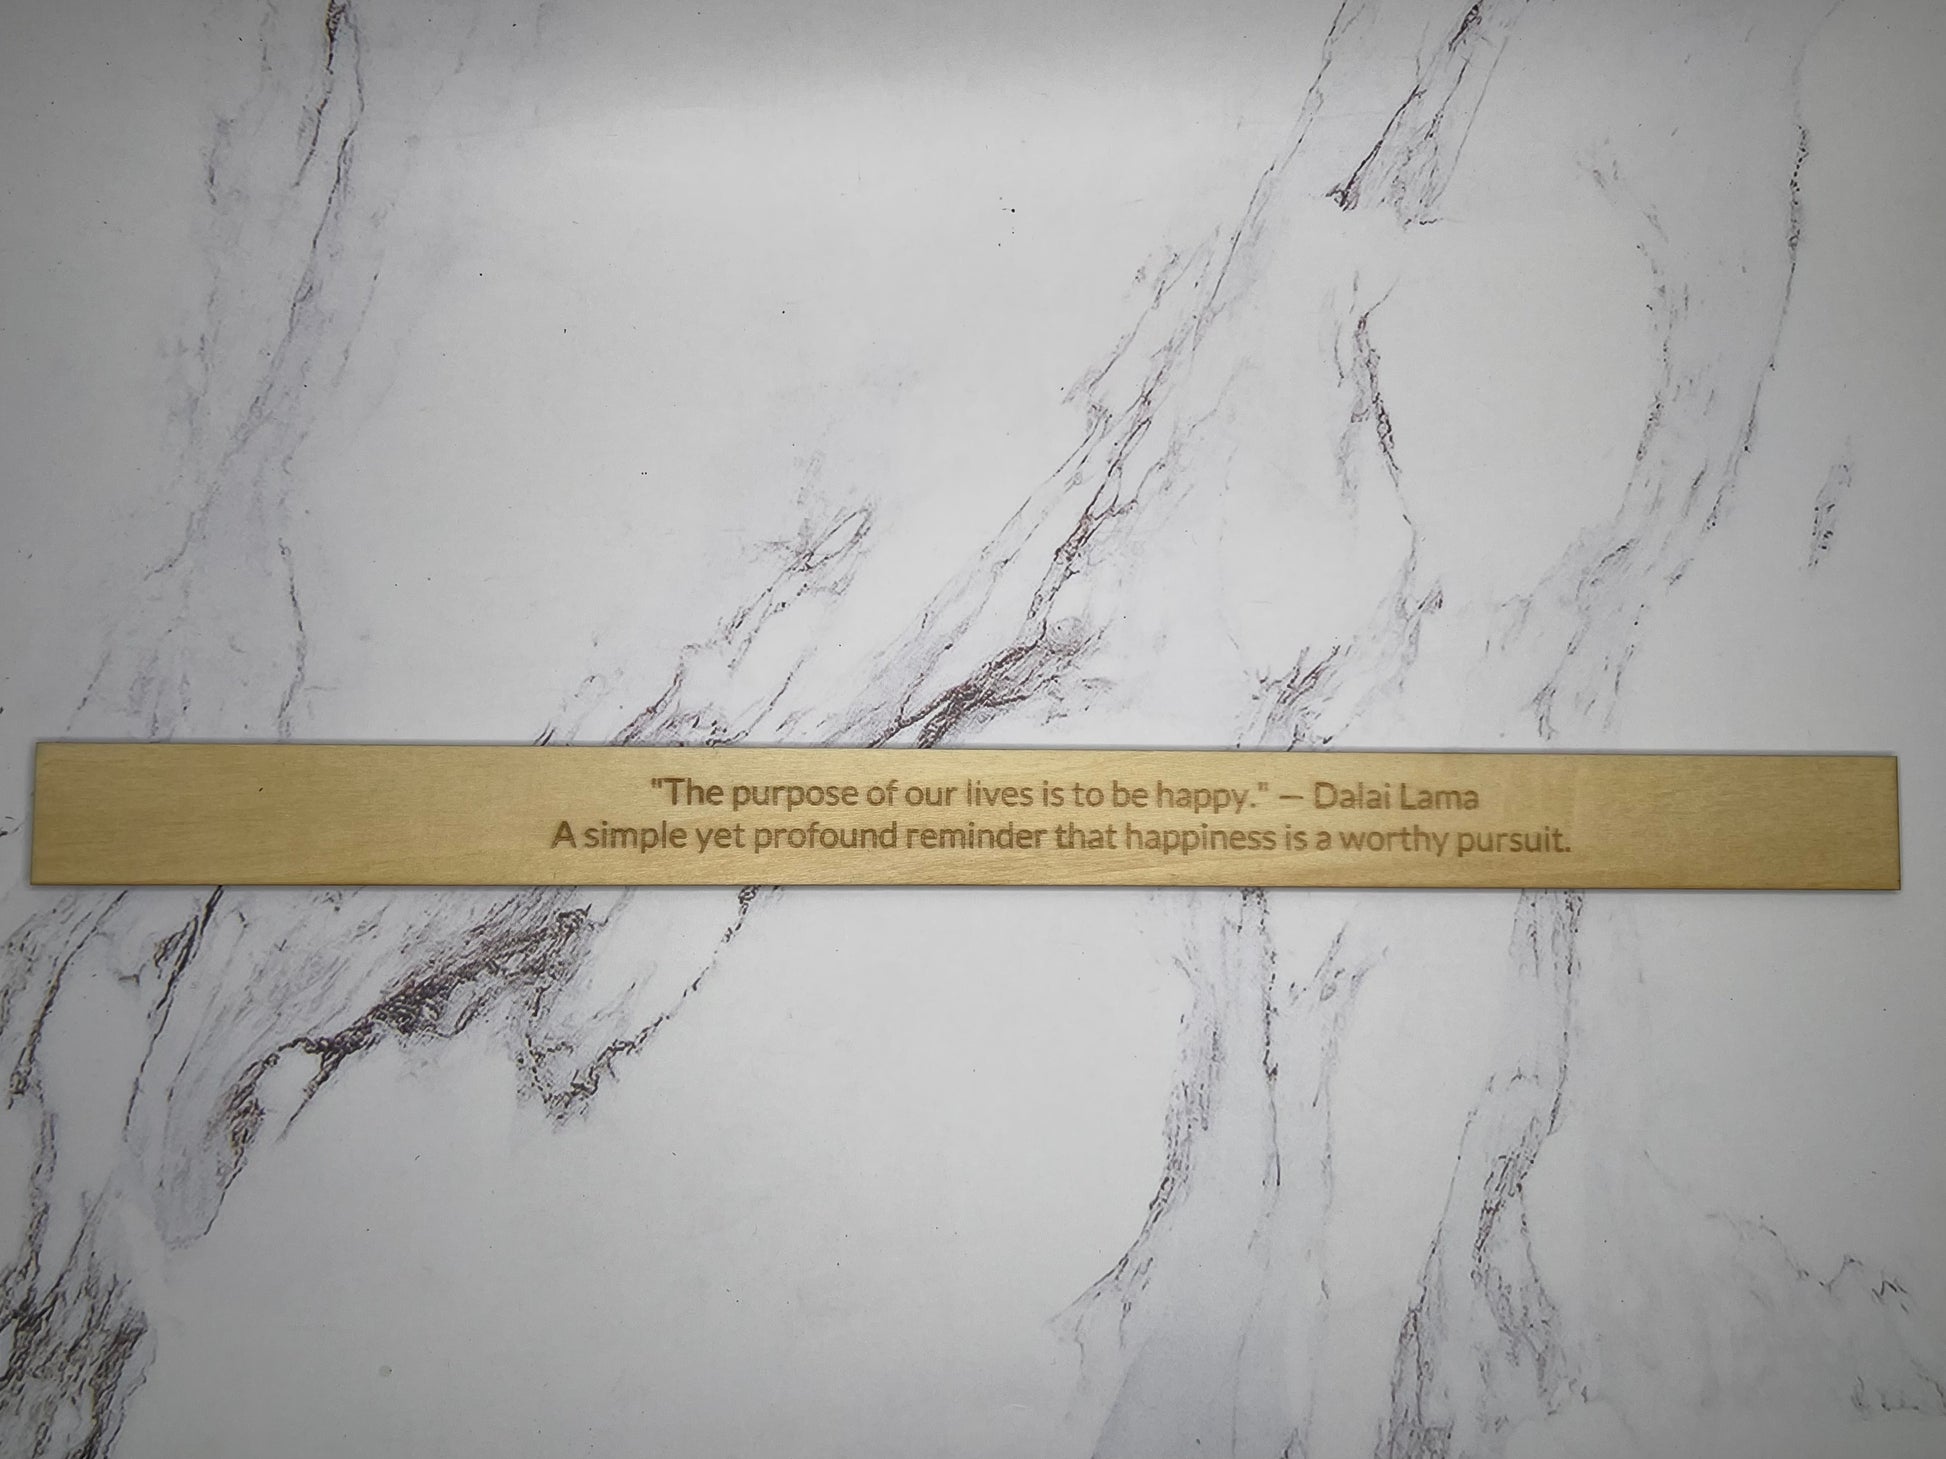 "The purpose of our lives is to be happy." — Dalai Lama
A simple yet profound reminder that happiness is a worthy pursuit.